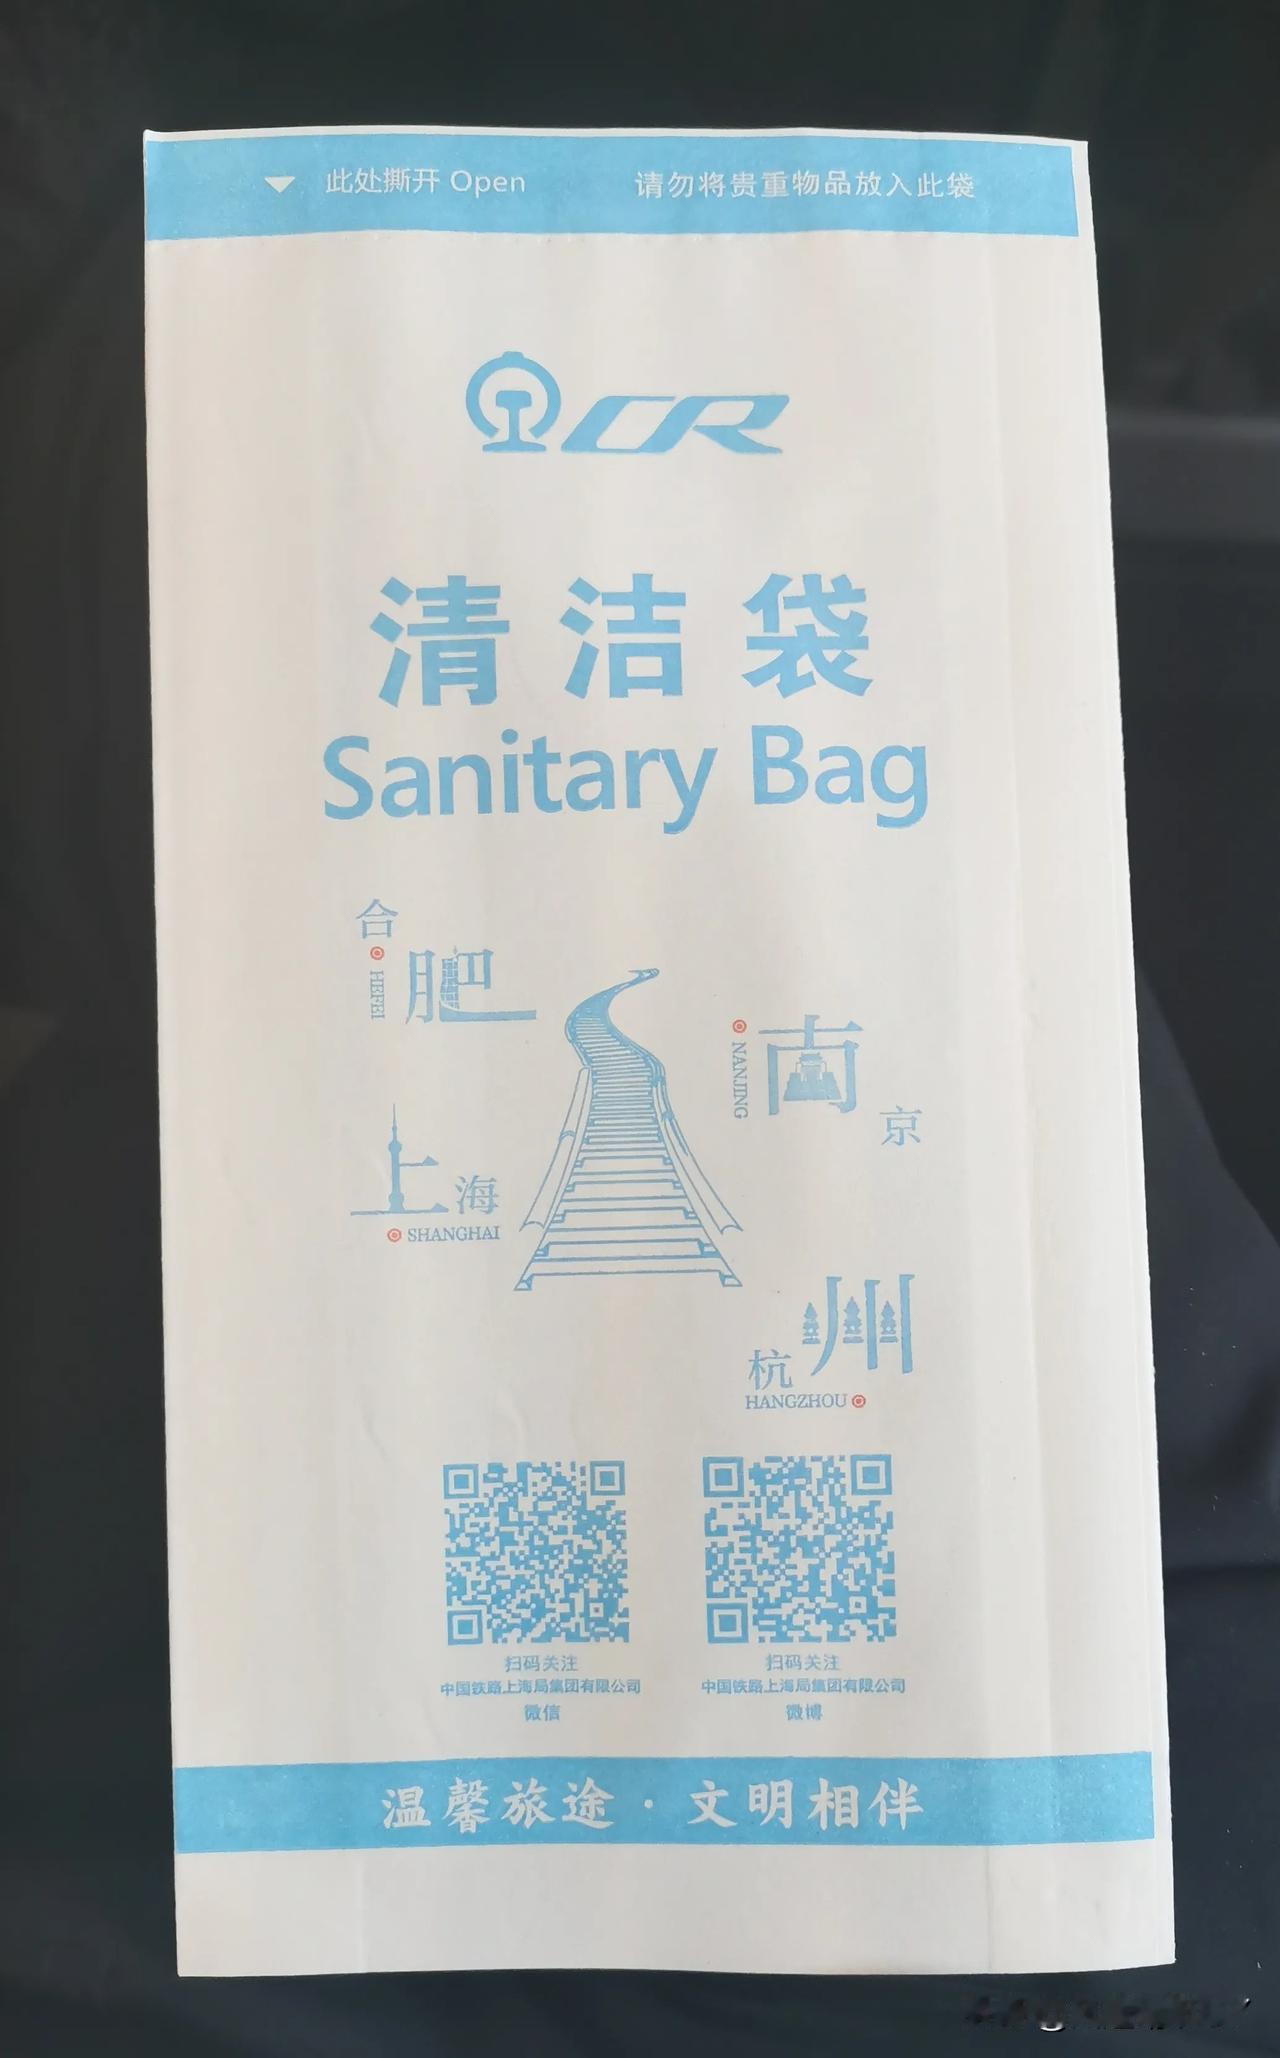 此处撕开 Open
请勿将贵重物品放入此袋
CR
清洁袋
Sanitary Bag
合肥
HEFEI
南京
NANJING
上海
SHANGHAI
杭州
HANGZHOU
扫码关注
中国铁路上海局集团有限公司
微信
扫码关注
中国铁路上海局集团有限公司
微博
温馨旅途·文明相伴